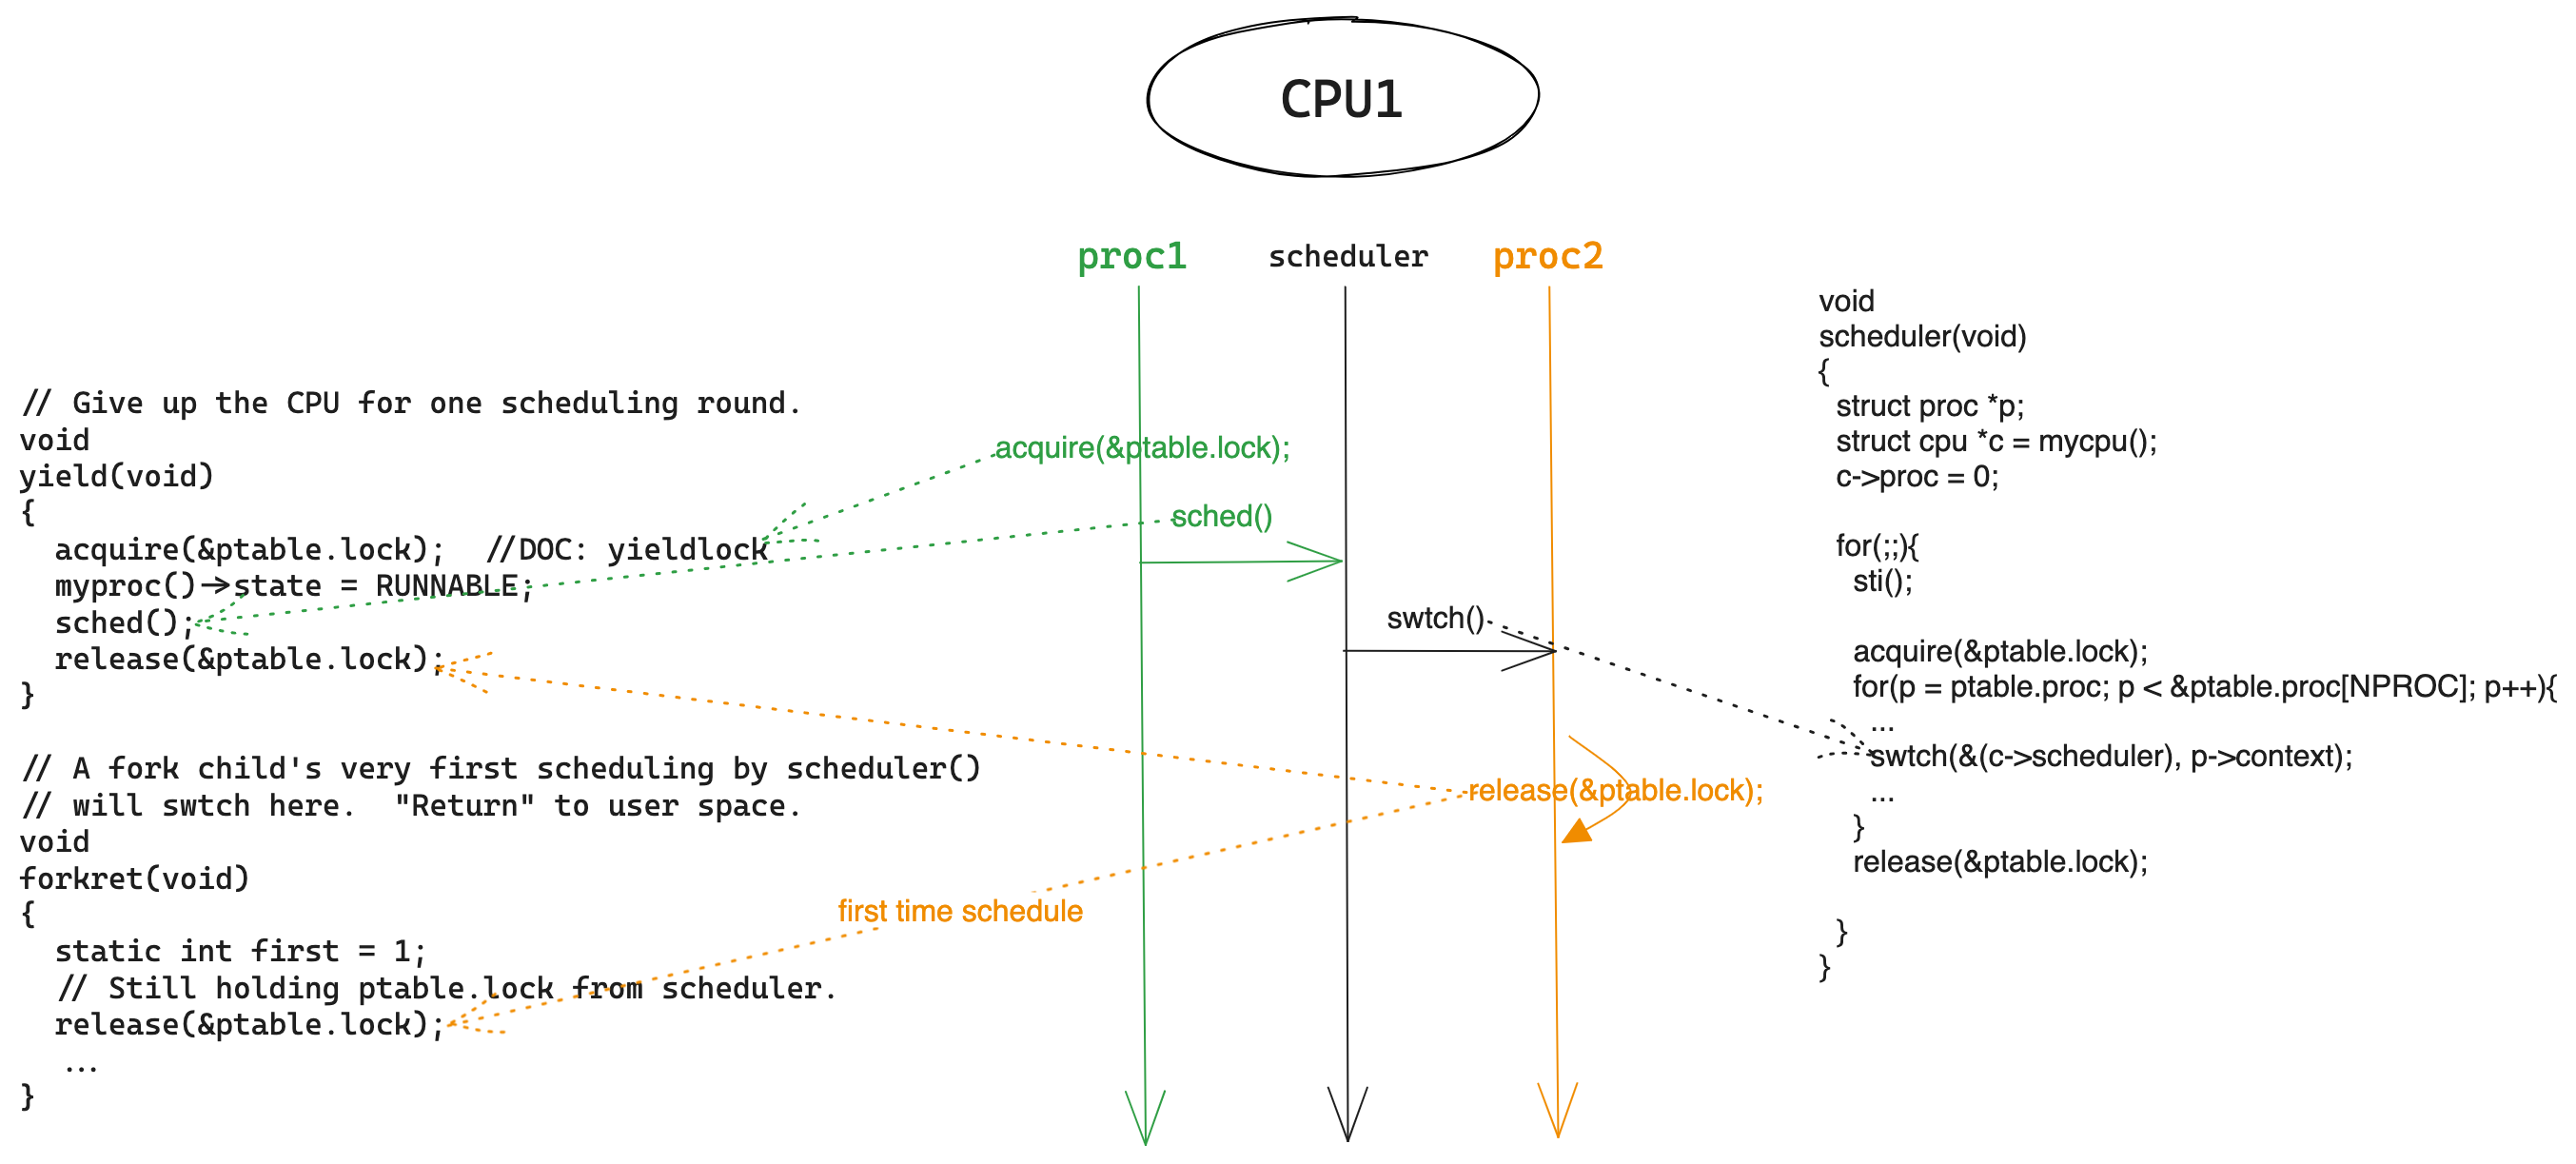 CPU1
proc1
scheduler
proc2
// Give up the CPU for one scheduling round.
void
yield(void)
{
  acquire(&ptable.lock);  //DOC: yieldlock
  myproc()->state = RUNNABLE;
  sched();
  release(&ptable.lock);
}
// A fork child's very first scheduling by scheduler()
// will swtch here.  "Return" to user space.
void
forkret(void)
{
  static int first = 1;
  // Still holding ptable.lock from scheduler.
  release(&ptable.lock);
  ...
}
acquire(&ptable.lock);
sched()
swtch()
release(&ptable.lock);
first time schedule
void
scheduler(void)
{
  struct proc *p;
  struct cpu *c = mycpu();
  c->proc = 0;
  for(;;){
    sti();
    acquire(&ptable.lock);
    for(p = ptable.proc; p < &ptable.proc[NPROC]; p++){
      ...
      swtch(&(c->scheduler), p->context);
      ...
    }
    release(&ptable.lock);
  }
}